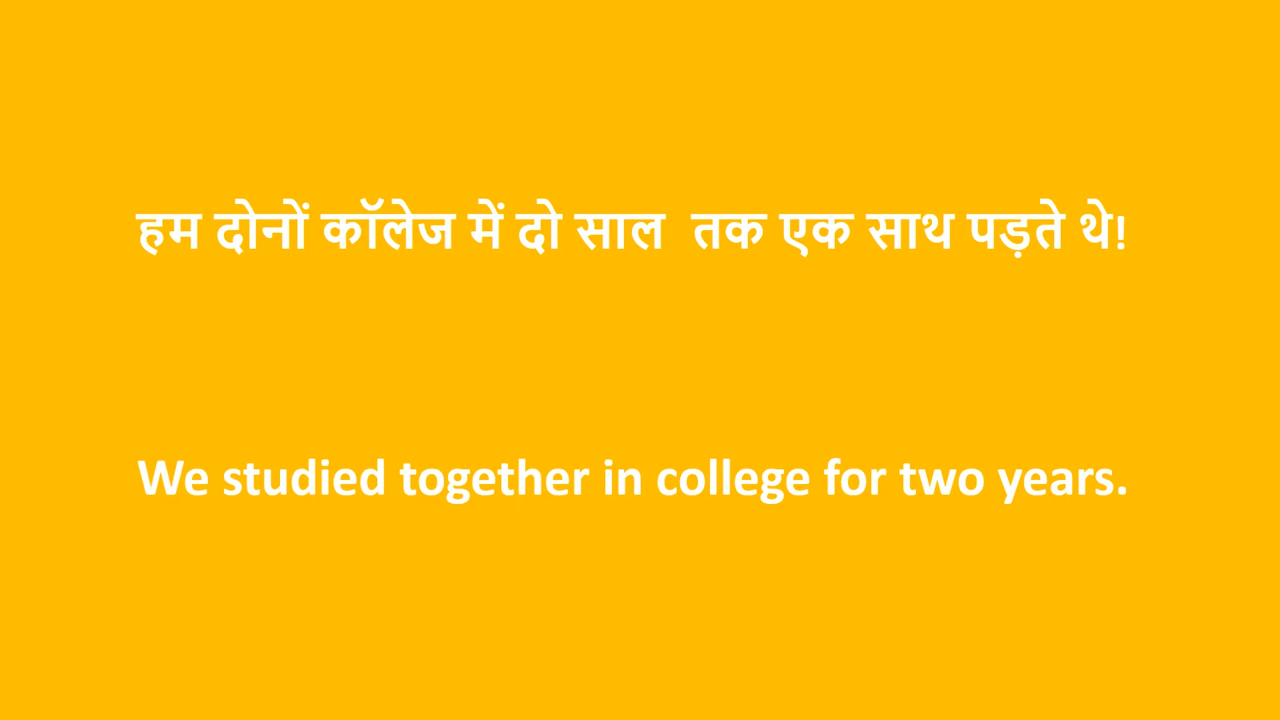 हम दोनों कॉलेज में दो साल  तक एक साथ पड़ते थे!
We studied together in college for two years.